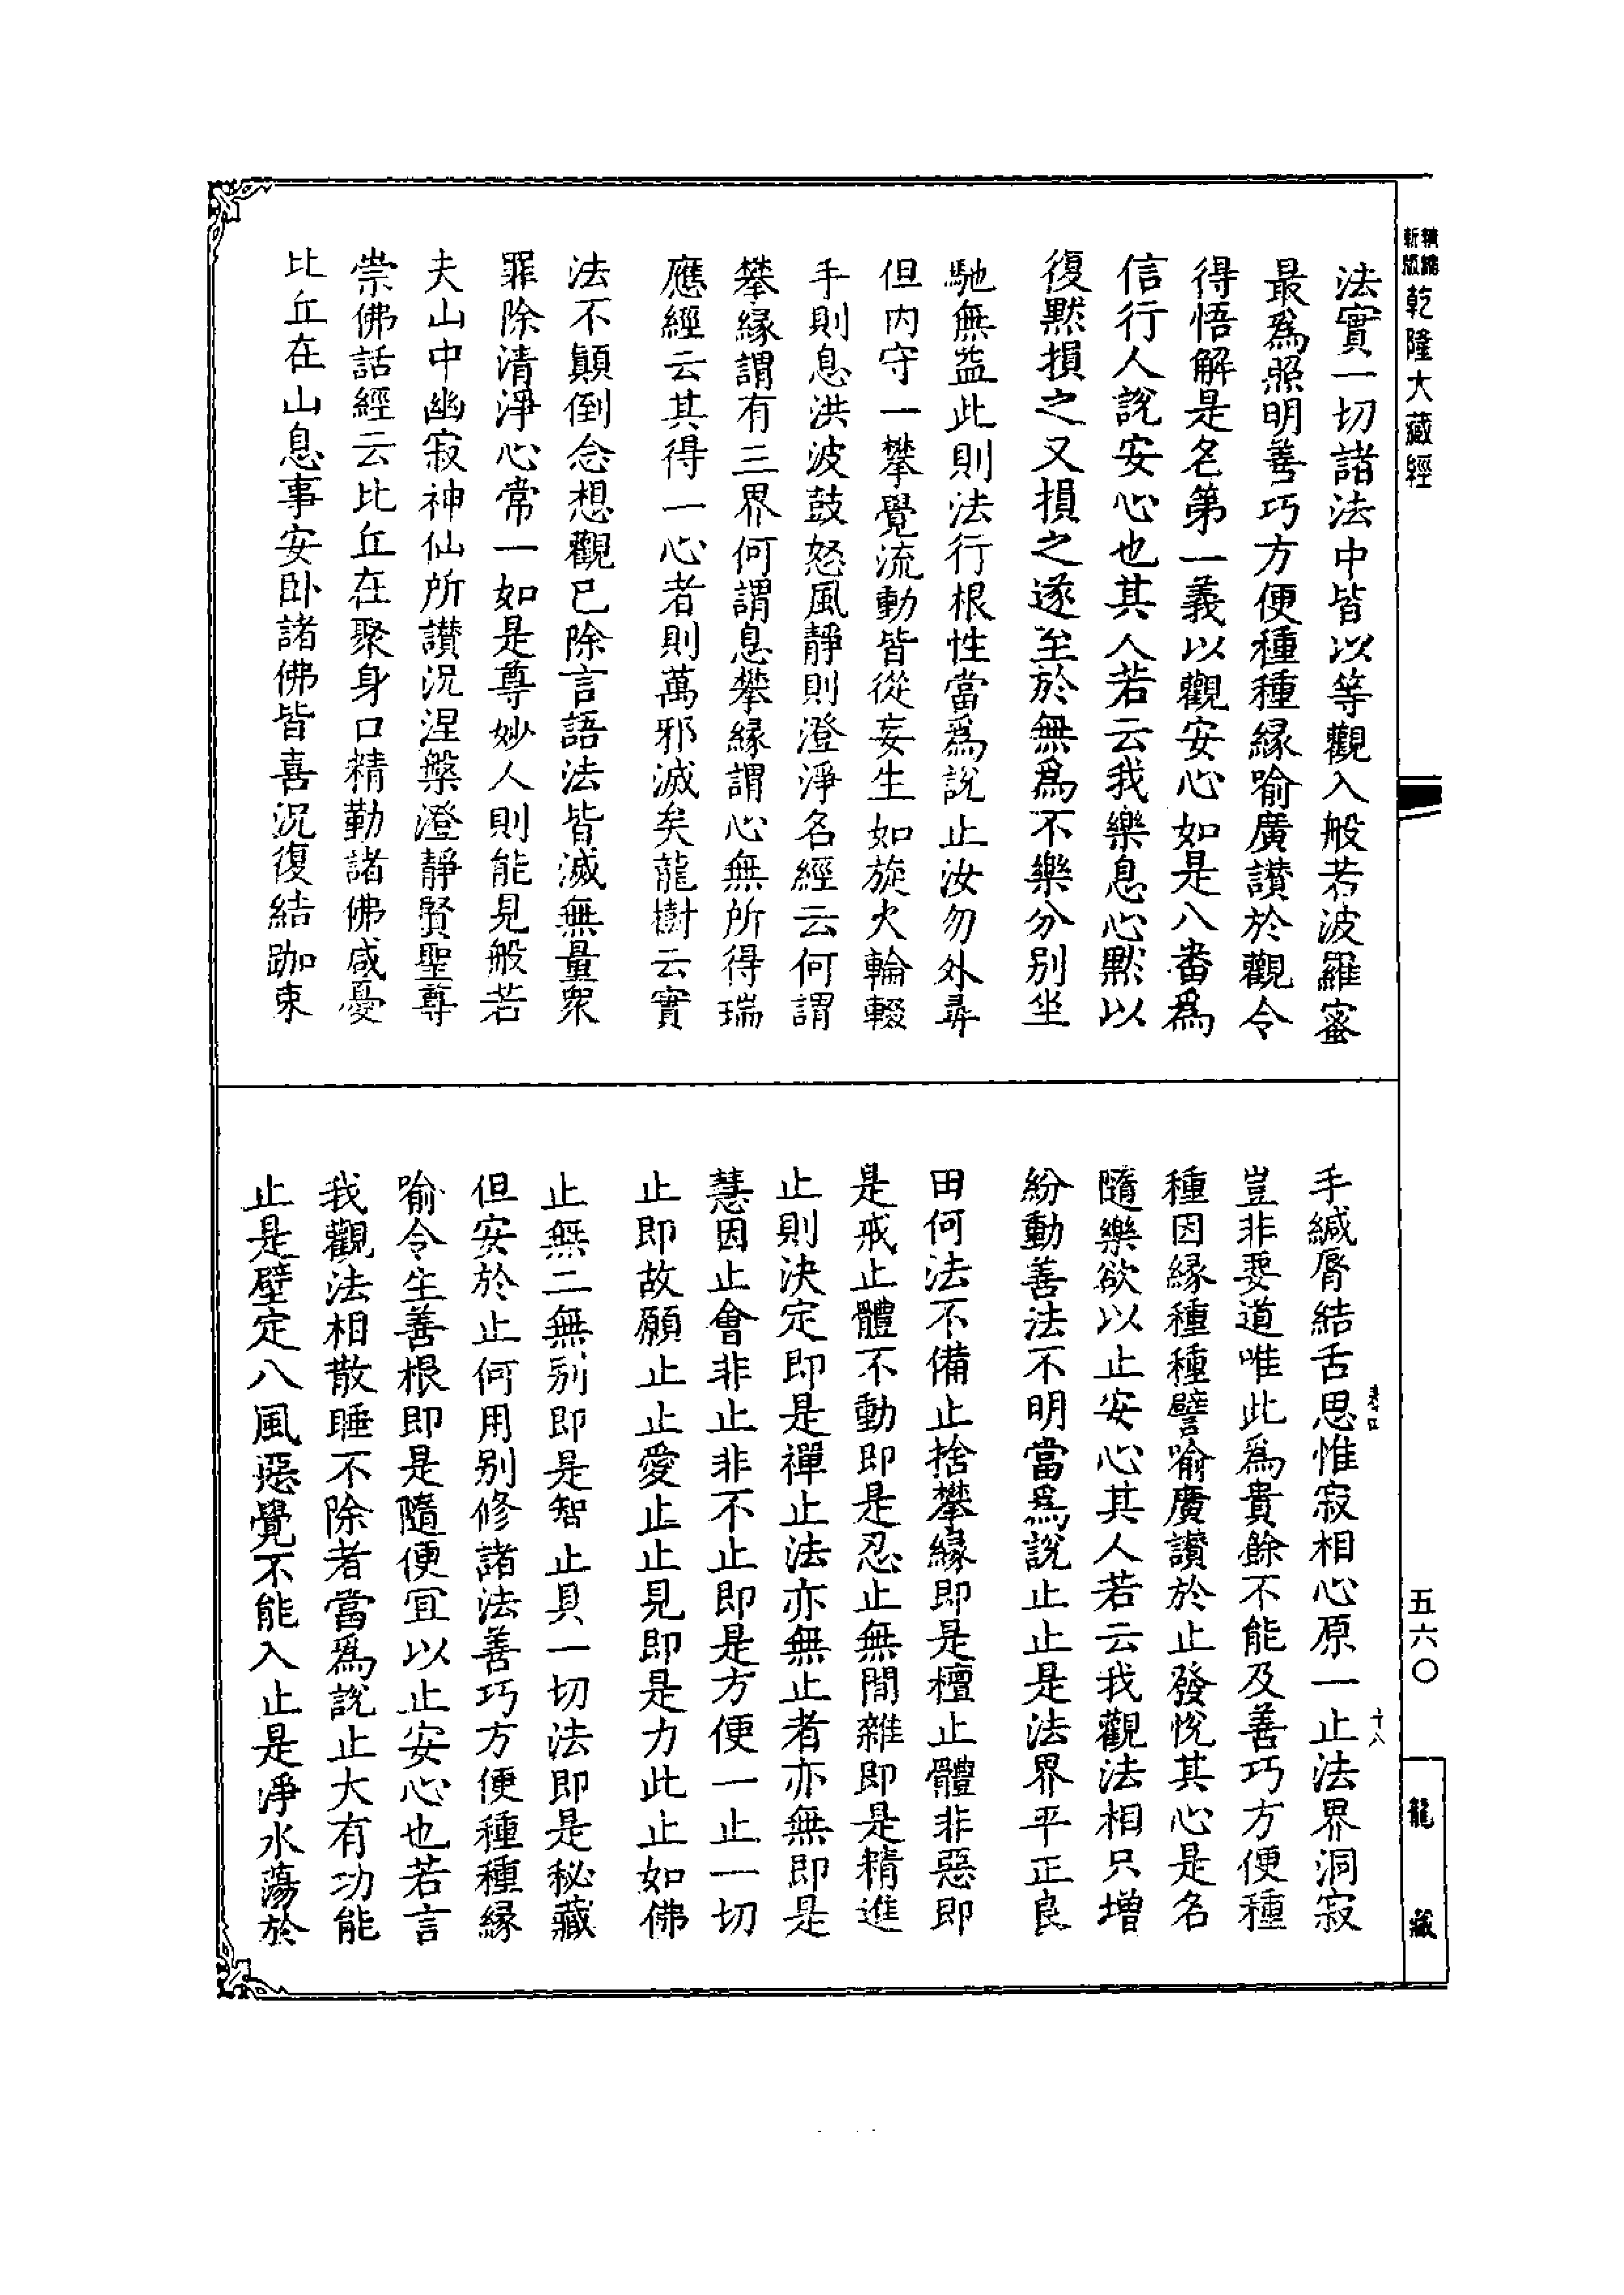 精編新版乾隆大藏經
法實一切諸法中皆以等觀入般若波羅蜜
最爲照明善巧方便種種緣喻廣讚於觀令
得悟解是名第一義以觀安心如是八番爲
信行人說安心也其人若云我樂息心默以
復默損之又損之遂至於無爲不樂分別坐
馳無益此則法行根性當爲說止汝勿外尋
但內守一攀覺流動皆從妄生如旋火輪輟
手則息洪波鼓怒風靜則澄淨名經云何謂
攀緣謂有三界何謂息攀緣謂心無所得瑞
應經云其得一心者則萬邪滅矣龍樹云實
法不顛倒念想觀已除言語法皆滅無量衆
罪除清淨心常一如是尊妙人則能見般若
夫山中幽寂神仙所讚況涅槃澄靜賢聖尊
崇佛話經云比丘在聚身口精勤諸佛咸憂
比丘在山息事安卧諸佛皆喜況復結跏束
手緘脣結舌思惟寂相心原一止法界洞寂
豈非要道唯此爲貴餘不能及善巧方便種
種因緣種種譬喻廣讚於止發悅其心是名
隨樂欲以止安心其人若云我觀法相只增
紛動善法不明當爲說止止是法界平正良
田何法不備止捨攀緣即是檀止體非惡即
是戒止體不動即是忍止無間雜即是精進
止則決定即是禪止法亦無止者亦無即是
慧因止會非止非不止即是方便一止一切
止即故願止止愛止止見即是力此止如佛
止無二無別即是智止具一切法即是秘藏
但安於止何用別修諸法善巧方便種種緣
喻令生善根即是隨便宜以止安心也若言
我觀法相散睡不除者當爲說止大有功能
止是壁定八風惡覺不能入止是淨水蕩於
卷四
十八
五六〇
龍藏